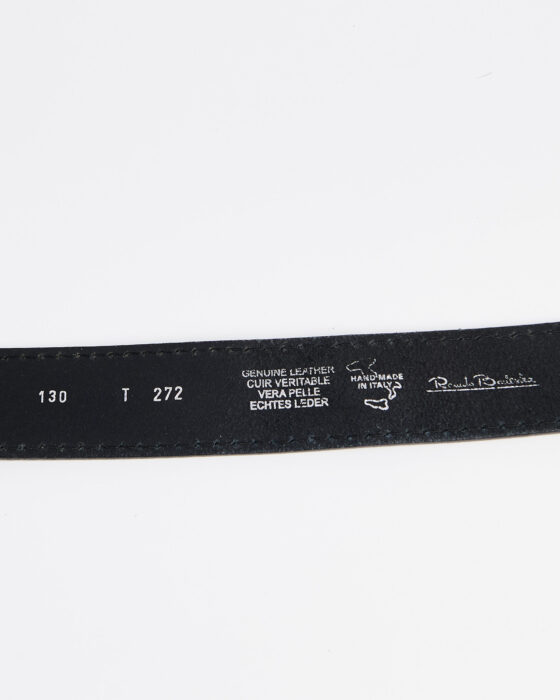 130 T 272
GENUINE LEATHER
CUIR VERITABLE
VERA PELLE
ECHTES LEDER
HAND MADE
IN ITALY